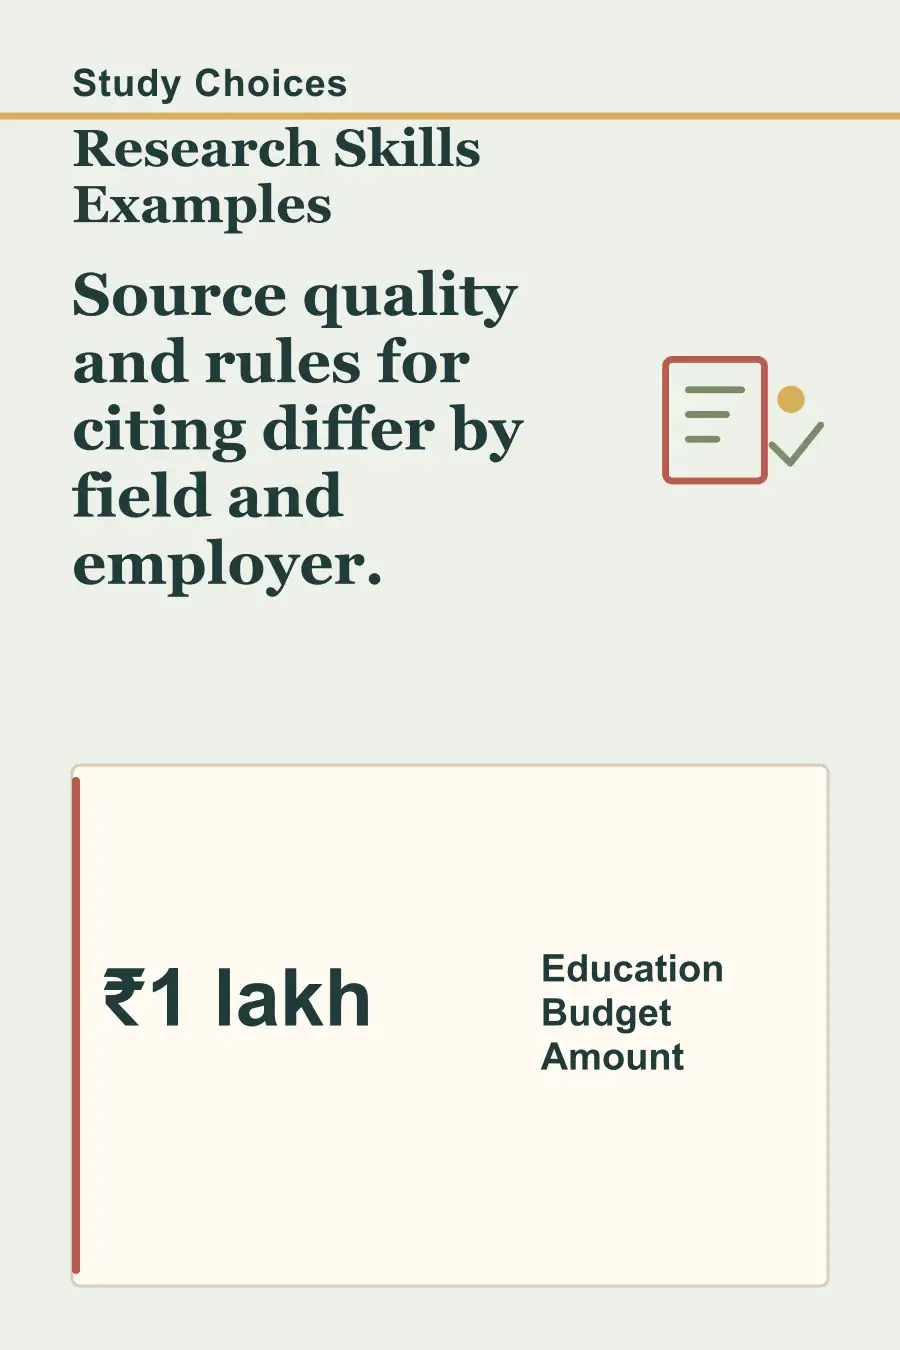 Study Choices
Research Skills
Examples
Source quality
and rules for
citing differ by
field and
employer.
₹1 lakh
Education
Budget
Amount